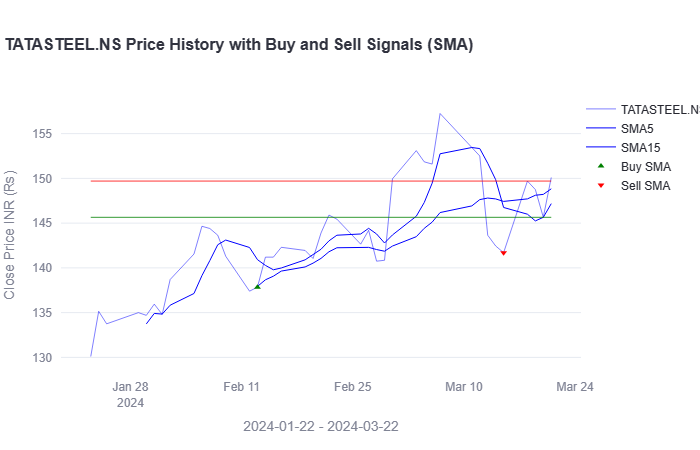 TATASTEEL.NS Price History with Buy and Sell Signals (SMA)
155
150
145
140
135
130
Close Price INR (Rs)
Jan 28
2024
Feb 11
Feb 25
Mar 10
Mar 24
2024-01-22 - 2024-03-22
TATASTEEL.N
SMA5
SMA15
Buy SMA
Sell SMA